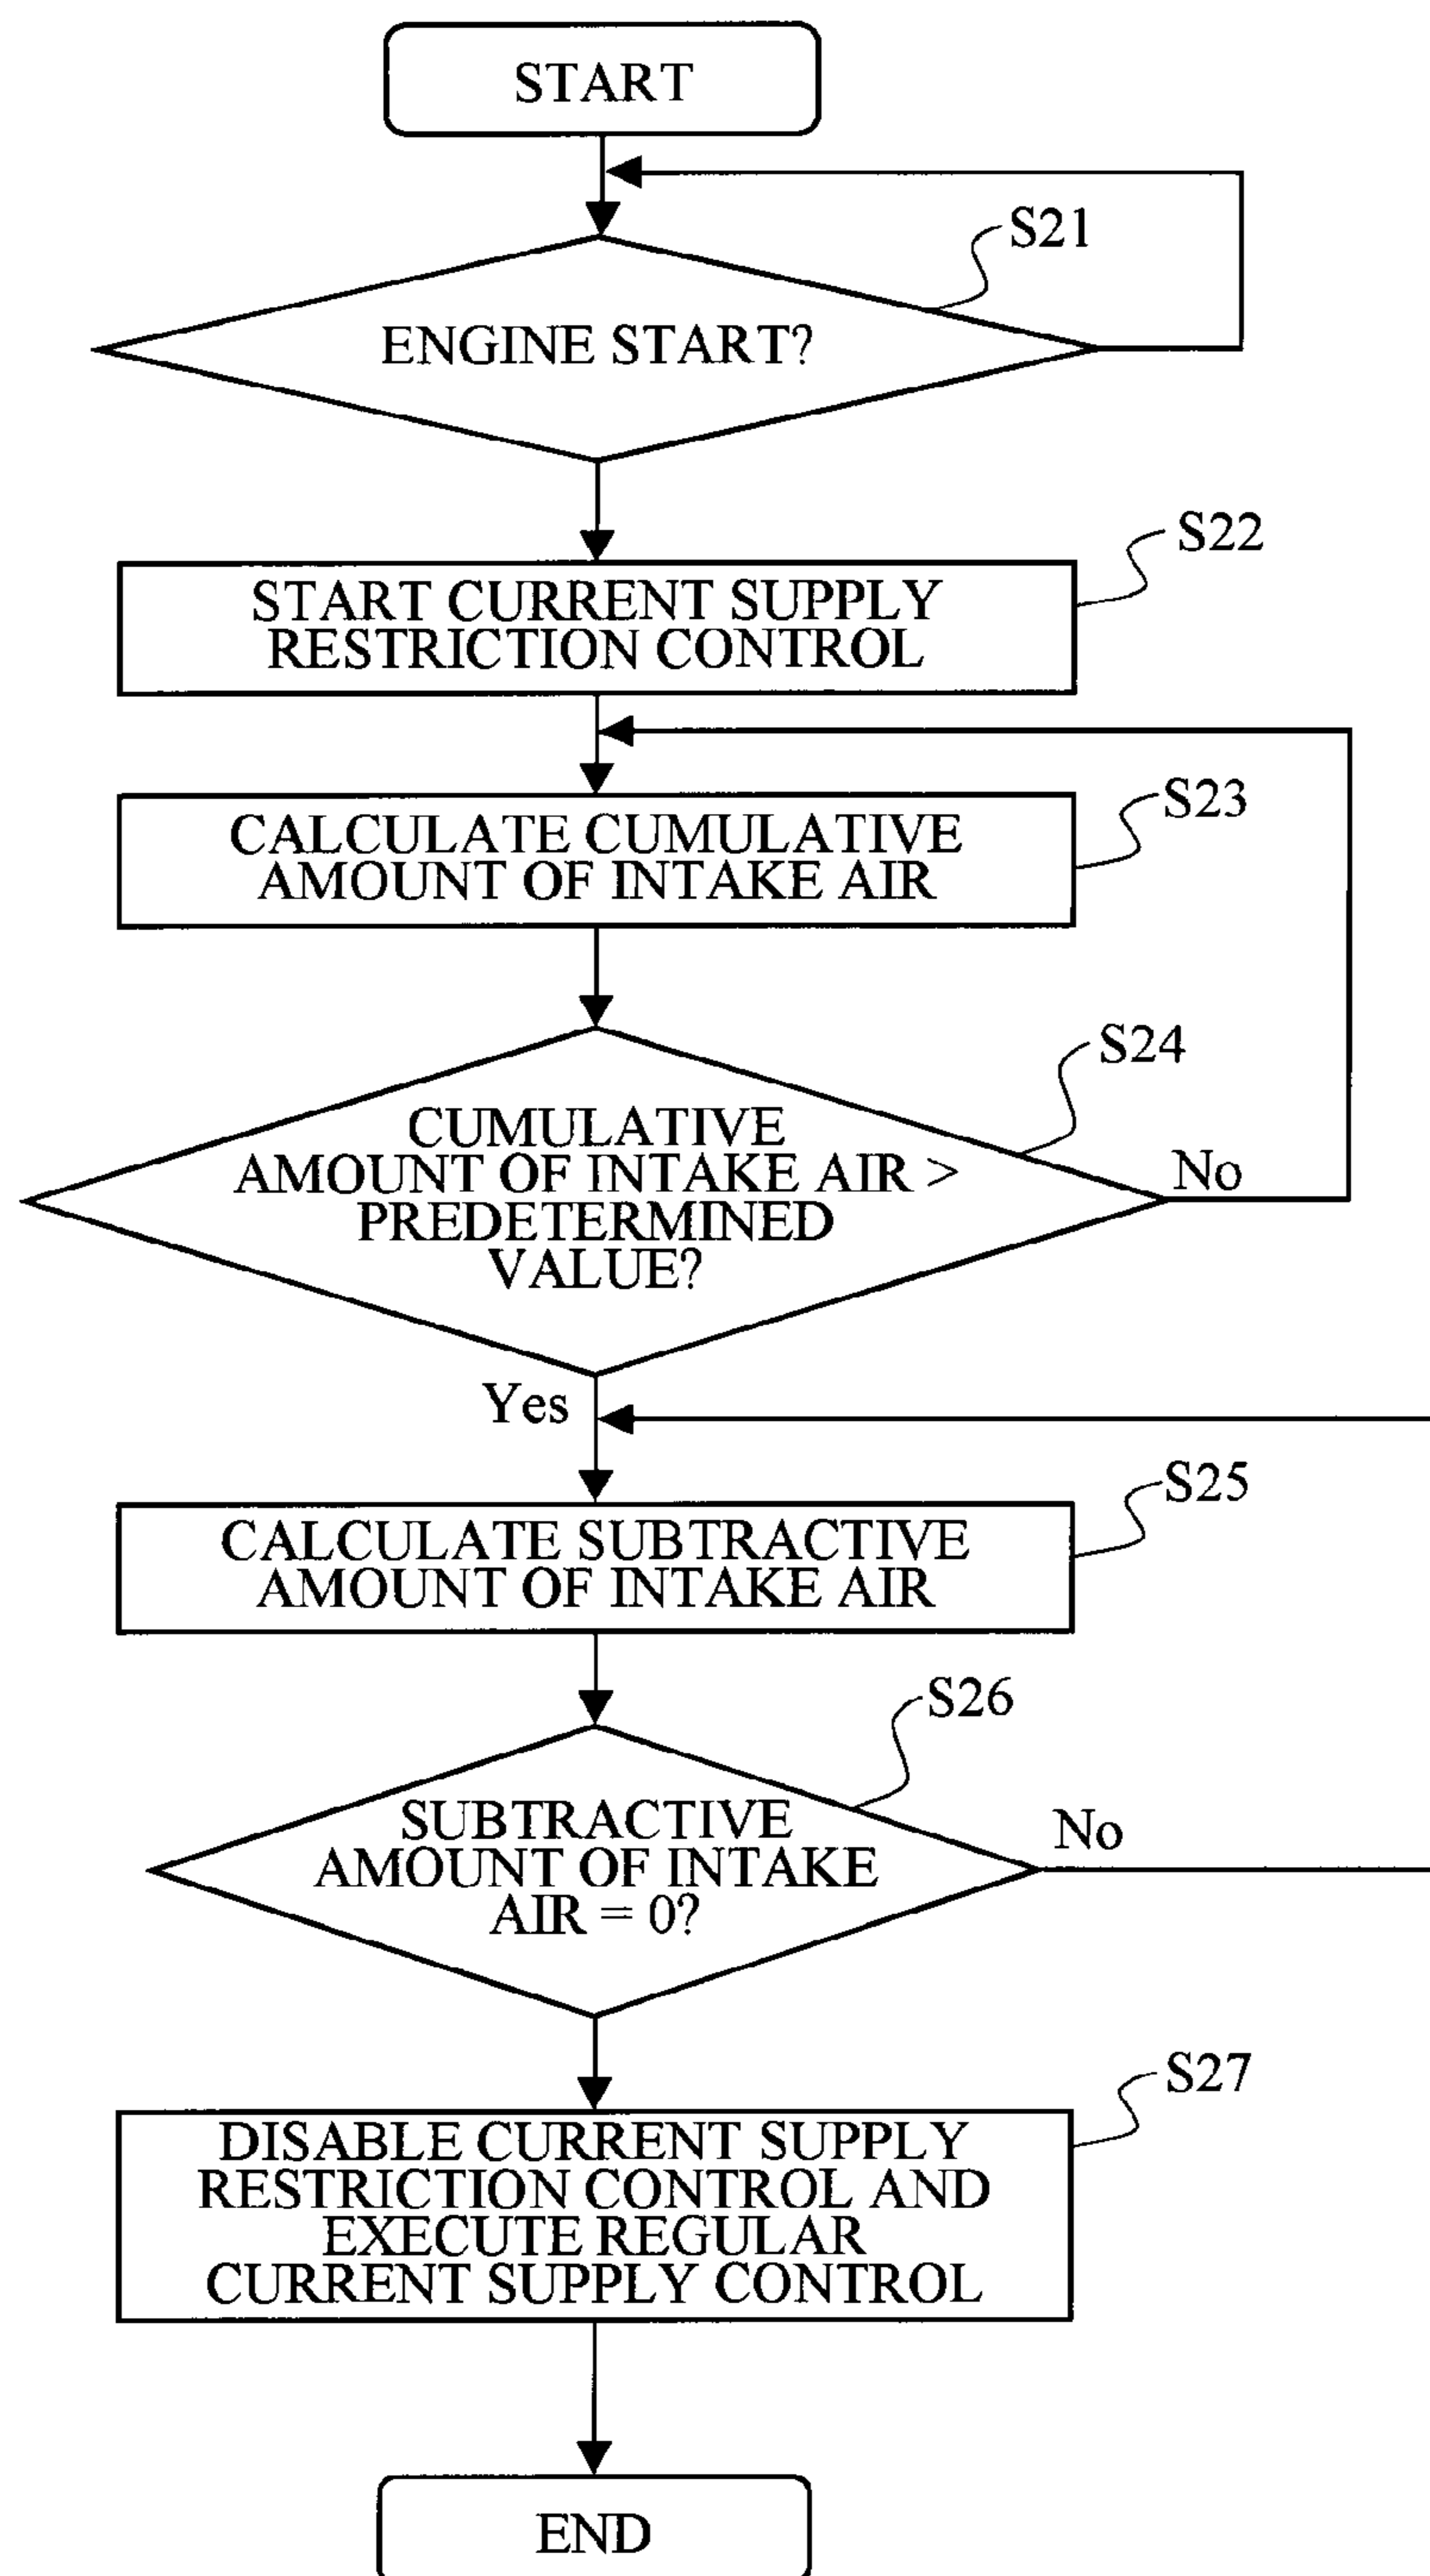 START
S21
ENGINE START?
S22
START CURRENT SUPPLY
RESTRICTION CONTROL
S23
CALCULATE CUMULATIVE
AMOUNT OF INTAKE AIR
S24
CUMULATIVE
AMOUNT OF INTAKE AIR >
PREDETERMINED
VALUE?
No
Yes
S25
CALCULATE SUBTRACTIVE
AMOUNT OF INTAKE AIR
S26
SUBTRACTIVE
AMOUNT OF INTAKE
AIR = 0?
No
S27
DISABLE CURRENT SUPPLY
RESTRICTION CONTROL AND
EXECUTE REGULAR
CURRENT SUPPLY CONTROL
END